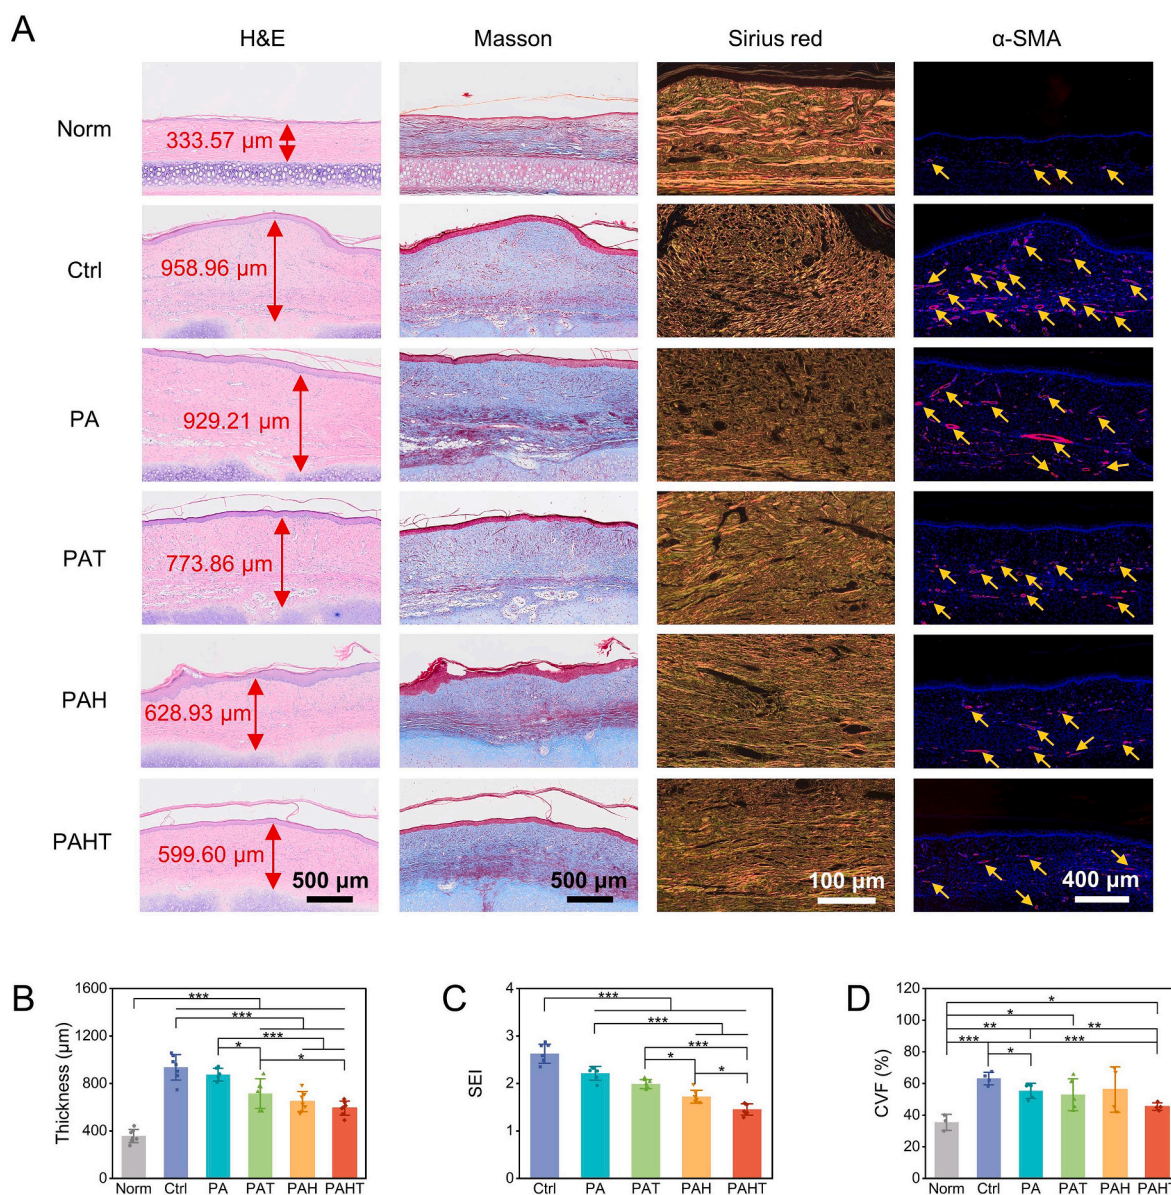 A
H&E Masson Sirius red α-SMA
Norm
333.57 µm
Ctrl
958.96 µm
PA
929.21 µm
PAT
773.86 µm
PAH
628.93 µm
PAHT
599.60 µm
500 µm 500 µm 100 µm 400 µm
B
Thickness (µm)
1600
1200
800
400
0
***
***
***
* *
Norm Ctrl PA PAT PAH PAHT
C
SEI
4
3
2
1
0
***
***
***
* *
Ctrl PA PAT PAH PAHT
D
CVF (%)
120
100
80
60
40
20
0
*
*
** **
*** ***
*
Norm Ctrl PA PAT PAH PAHT